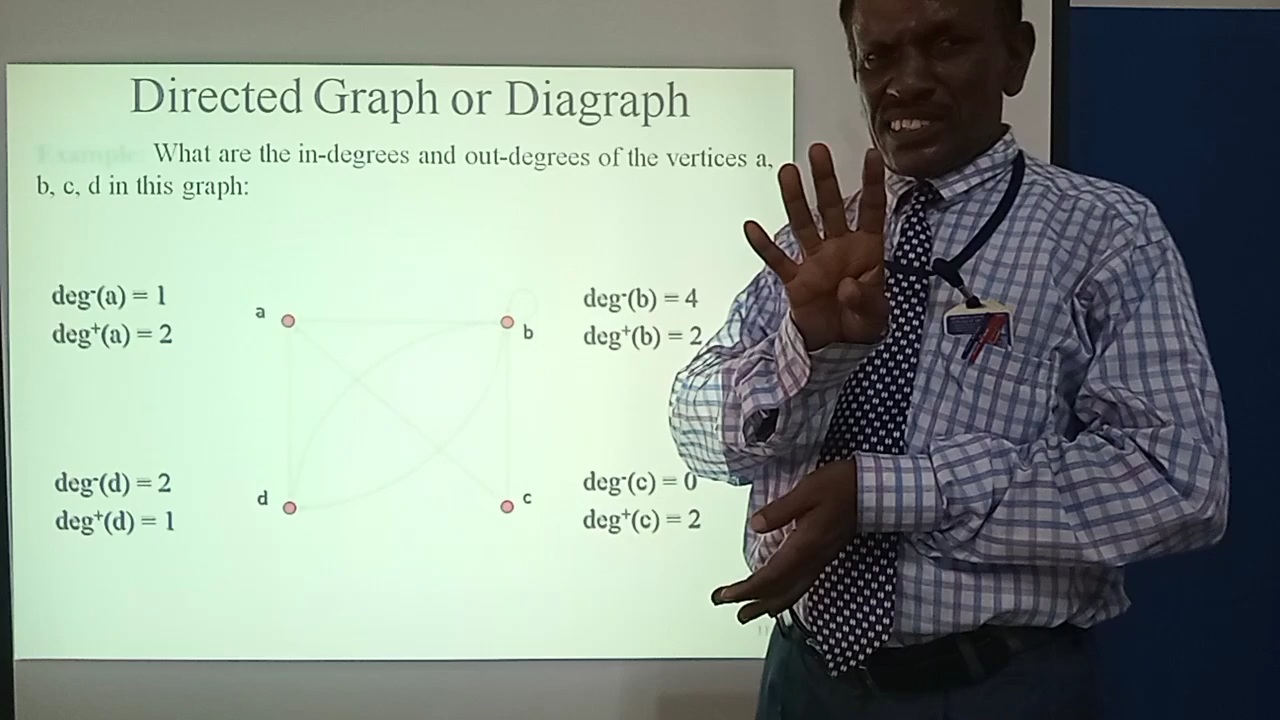 Directed Graph or Diagraph
Example: What are the in-degrees and out-degrees of the vertices a,
b, c, d in this graph:
deg⁻(a) = 1
deg⁺(a) = 2
a
b
deg⁻(b) = 4
deg⁺(b) = 2
deg⁻(d) = 2
deg⁺(d) = 1
d
c
deg⁻(c) = 0
deg⁺(c) = 2